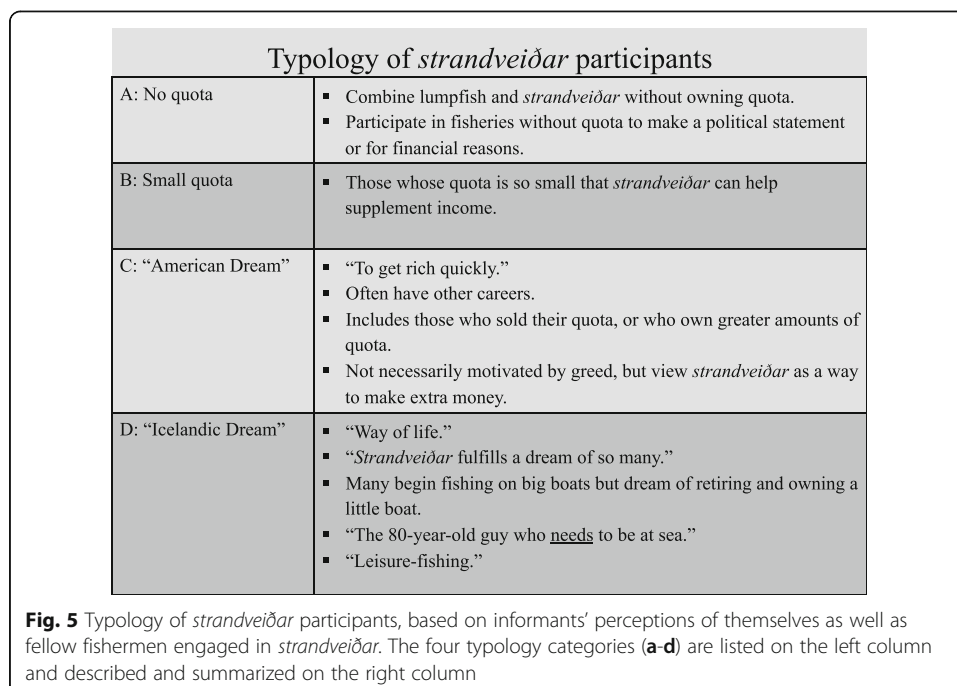 Typology of strandveiðar participants
A: No quota
▪ Combine lumpfish and strandveiðar without owning quota.
▪ Participate in fisheries without quota to make a political statement
or for financial reasons.
B: Small quota
▪ Those whose quota is so small that strandveiðar can help
supplement income.
C: “American Dream”
▪ “To get rich quickly.”
▪ Often have other careers.
▪ Includes those who sold their quota, or who own greater amounts of
quota.
▪ Not necessarily motivated by greed, but view strandveiðar as a way
to make extra money.
D: “Icelandic Dream”
▪ “Way of life.”
▪ “Strandveiðar fulfills a dream of so many.”
▪ Many begin fishing on big boats but dream of retiring and owning a
little boat.
▪ “The 80-year-old guy who needs to be at sea.”
▪ “Leisure-fishing.”
Fig. 5 Typology of strandveiðar participants, based on informants’ perceptions of themselves as well as
fellow fishermen engaged in strandveiðar. The four typology categories (a-d) are listed on the left column
and described and summarized on the right column